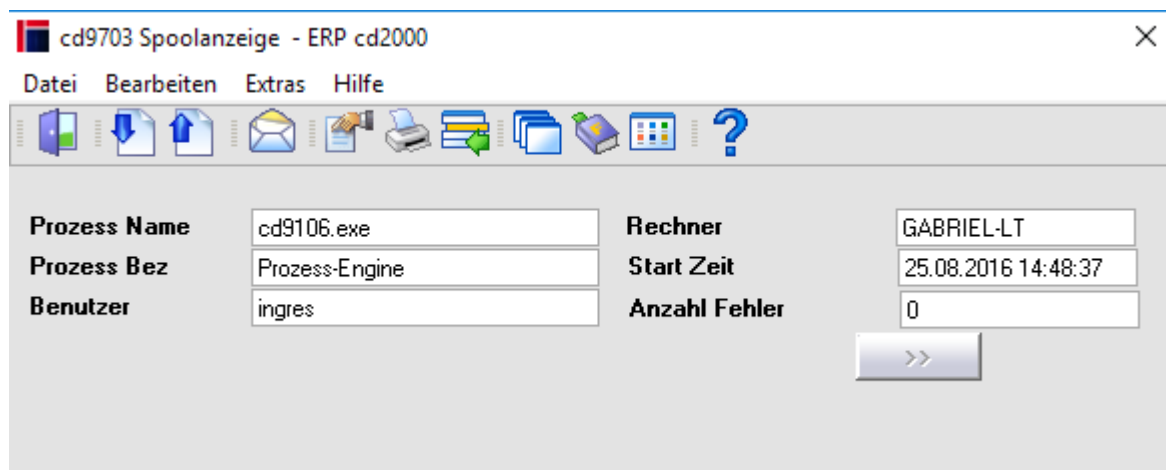 cd9703 Spoolanzeige - ERP cd2000
Datei Bearbeiten Extras Hilfe
Prozess Name cd9106.exe Rechner GABRIEL-LT
Prozess Bez Prozess-Engine Start Zeit 25.08.2016 14:48:37
Benutzer ingres Anzahl Fehler 0
>>